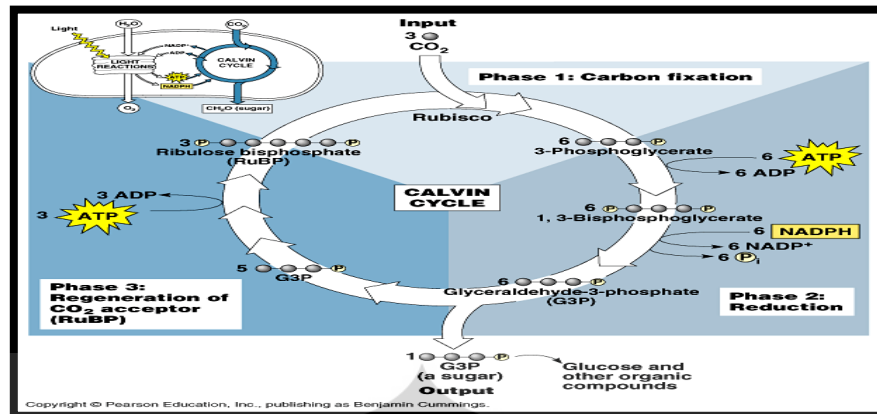 Input
3
CO₂
Light
H₂O
CO₂
NADP⁺
ADP
LIGHT
REACTIONS
CALVIN
CYCLE
ATP
NADPH
O₂
CH₂O (sugar)
Phase 1: Carbon fixation
Rubisco
3 P P
Ribulose bisphosphate
(RuBP)
6 P
3-Phosphoglycerate
6 ATP
6 ADP
3 ADP
3 ATP
CALVIN
CYCLE
6 P P
1, 3-Bisphosphoglycerate
6 NADPH
6 NADP⁺
6 Pi
5 P
G3P
6 P
Glyceraldehyde-3-phosphate
(G3P)
Phase 3:
Regeneration of
CO₂ acceptor
(RuBP)
Phase 2:
Reduction
1 P
G3P
(a sugar)
Output
Glucose and
other organic
compounds
Copyright © Pearson Education, Inc., publishing as Benjamin Cummings.